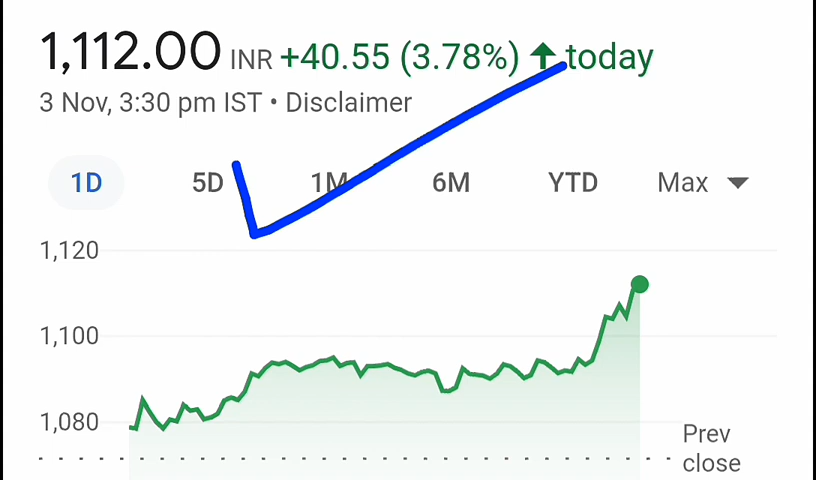 1,112.00 INR +40.55 (3.78%) ↑ today
3 Nov, 3:30 pm IST • Disclaimer
1D 5D 1M 6M YTD Max
1,120
1,100
1,080
Prev
close